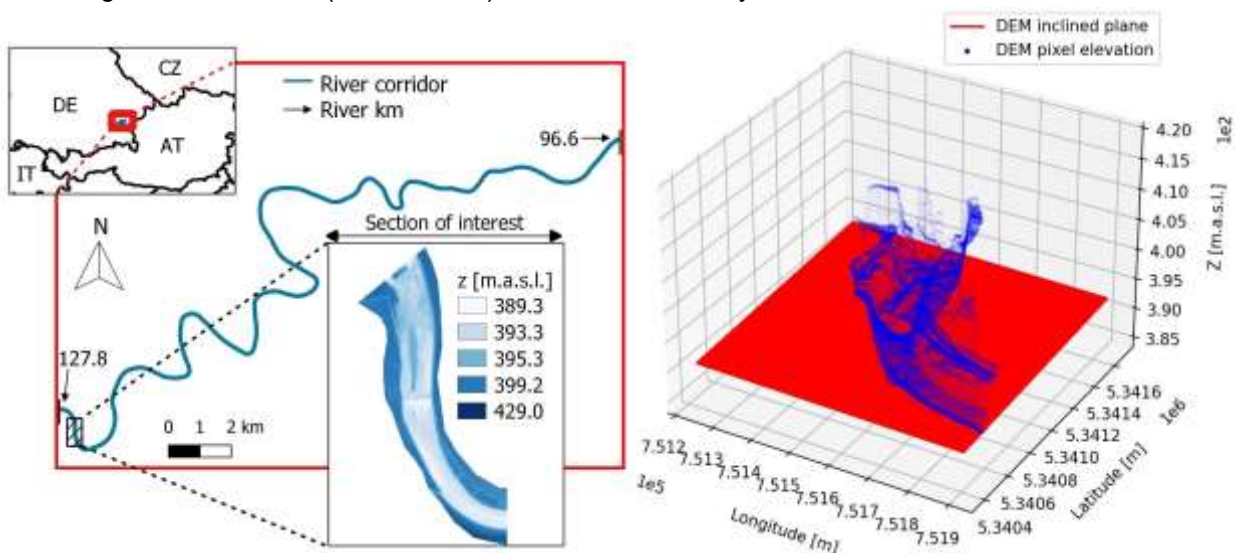 CZ
DE
AT
IT
River corridor
River km
96.6
N
Section of interest
z [m.a.s.l.]
389.3
393.3
395.3
399.2
429.0
127.8
0 1 2 km
DEM inclined plane
DEM pixel elevation
1e2
4.20
4.15
4.10
4.05
4.00
3.95
3.90
3.85
Z [m.a.s.l.]
5.3416
5.3414
5.3412
5.3410
5.3408
5.3406
5.3404
1e6
Latitude [m]
7.512
7.513
7.514
7.515
7.516
7.517
7.518
7.519
1e5
Longitude [m]